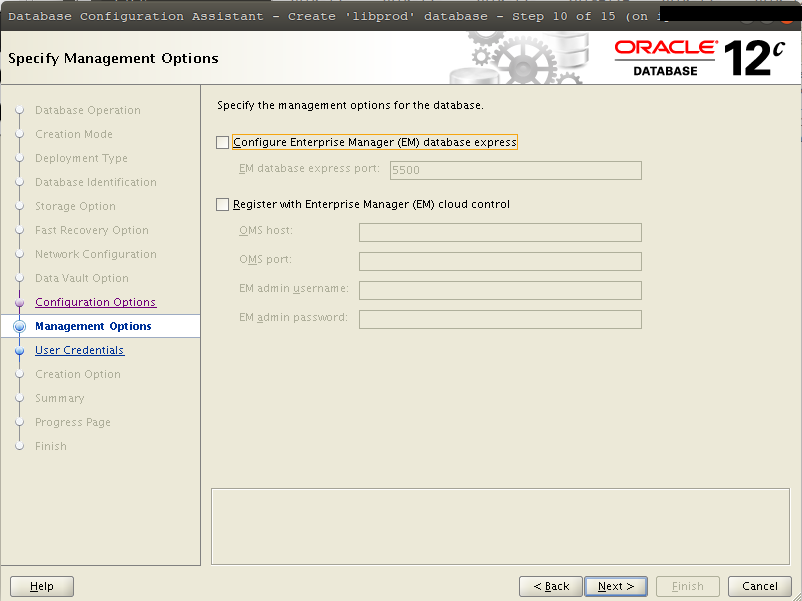 Database Configuration Assistant - Create 'libprod' database - Step 10 of 15 (on
Specify Management Options
ORACLE
DATABASE
12c
Database Operation
Creation Mode
Deployment Type
Database Identification
Storage Option
Fast Recovery Option
Network Configuration
Data Vault Option
Configuration Options
Management Options
User Credentials
Creation Option
Summary
Progress Page
Finish
Specify the management options for the database.
Configure Enterprise Manager (EM) database express
EM database express port: 5500
Register with Enterprise Manager (EM) cloud control
OMS host:
OMS port:
EM admin username:
EM admin password:
Help
< Back
Next >
Finish
Cancel